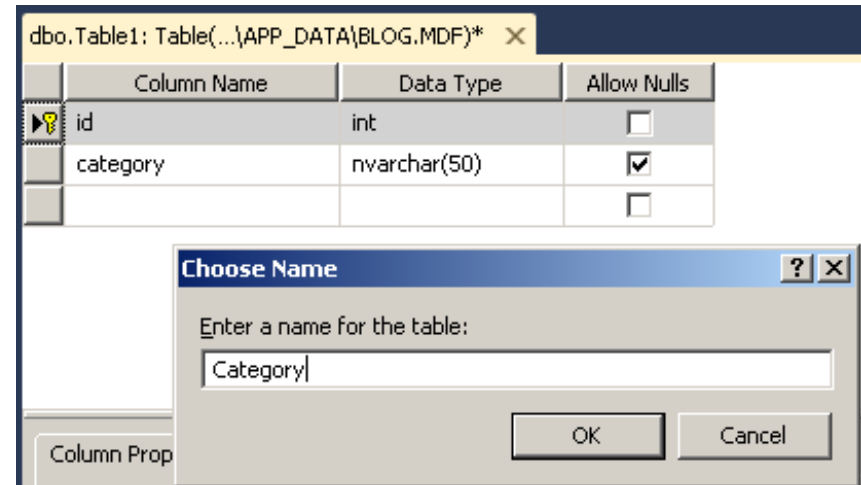 dbo.Table1: Table(...\APP_DATA\BLOG.MDF)*
Column Name Data Type Allow Nulls
id int
category nvarchar(50)
Choose Name
Enter a name for the table:
Category
OK Cancel
Column Prop